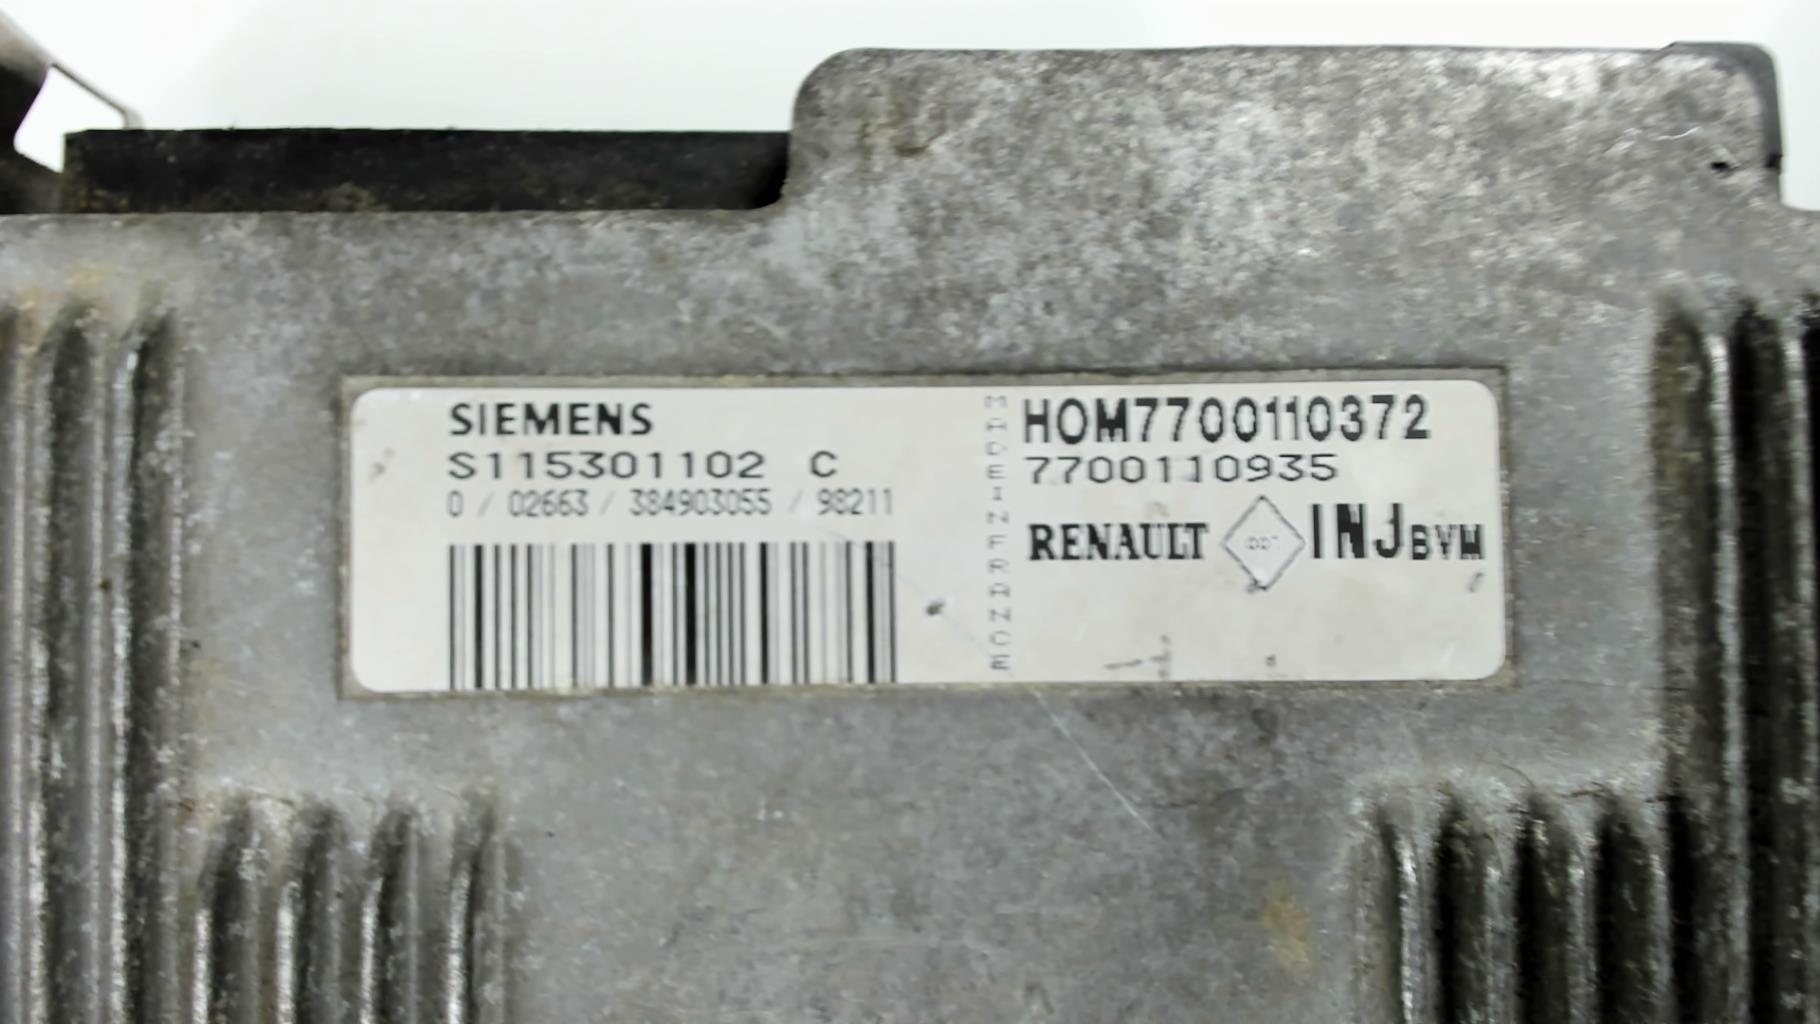 SIEMENS
S115301102 C
0 / 02663 / 384903055 / 98211
MADE IN FRANCE
HOM7700110372
7700110935
RENAULT INJ BVM